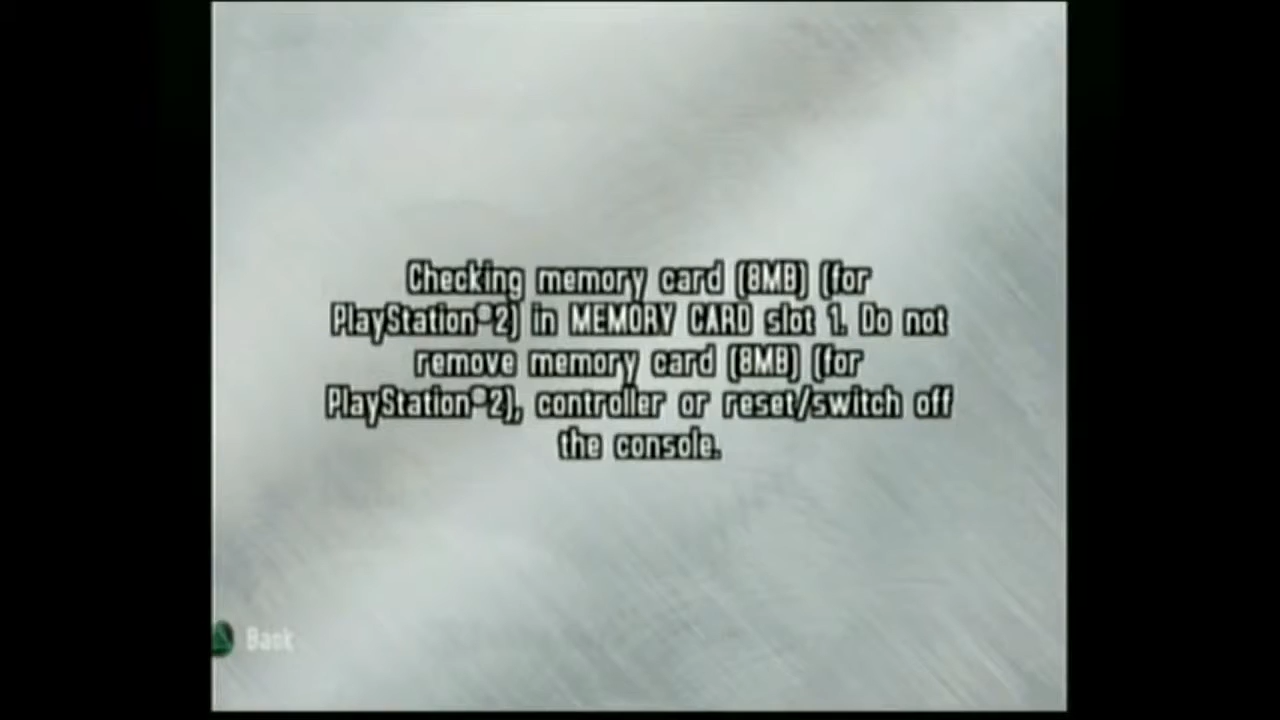 Checking memory card (8MB) (for
PlayStation®2) in MEMORY CARD slot 1. Do not
remove memory card (8MB) (for
PlayStation®2), controller or reset/switch off
the console.
Back